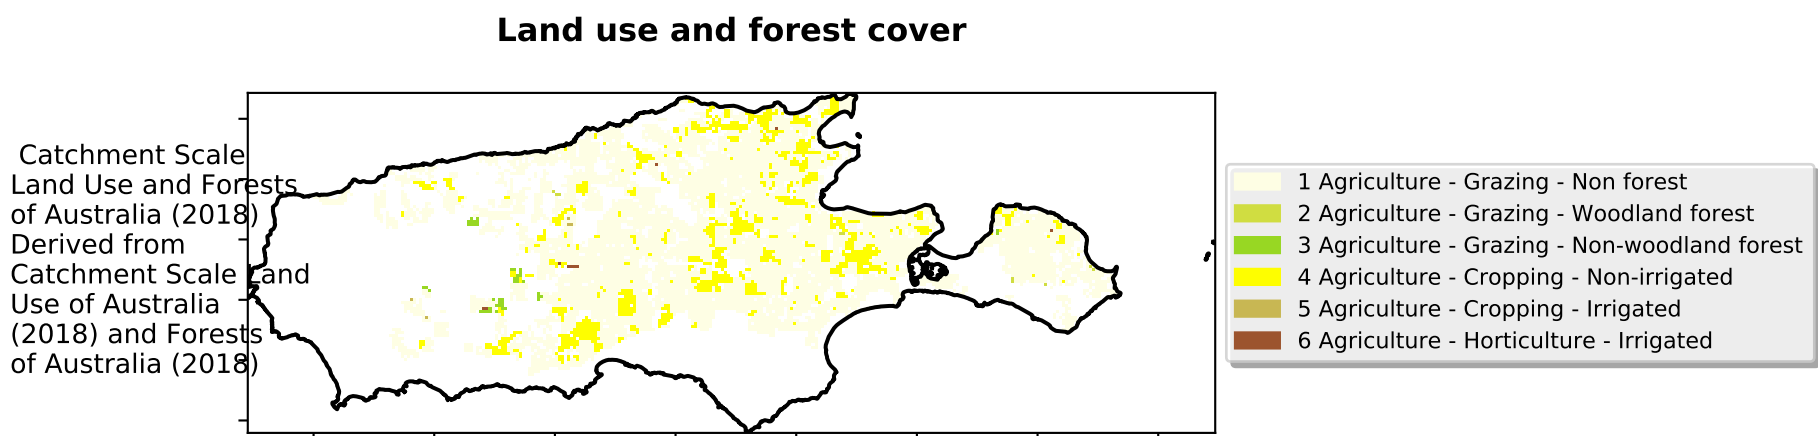 Land use and forest cover
Catchment Scale
Land Use and Forests
of Australia (2018)
Derived from
Catchment Scale Land
Use of Australia
(2018) and Forests
of Australia (2018)
1 Agriculture - Grazing - Non forest
2 Agriculture - Grazing - Woodland forest
3 Agriculture - Grazing - Non-woodland forest
4 Agriculture - Cropping - Non-irrigated
5 Agriculture - Cropping - Irrigated
6 Agriculture - Horticulture - Irrigated